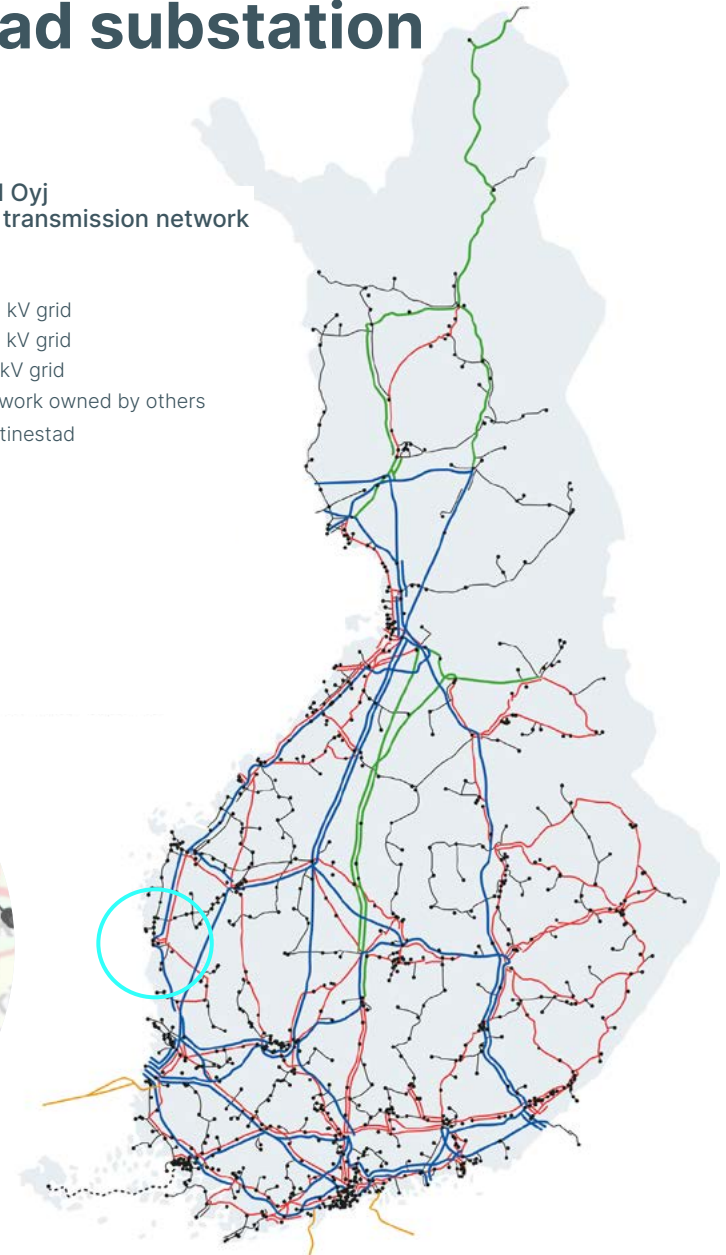 ad substation
l Oyj
transmission network
kV grid
kV grid
kV grid
work owned by others
tinestad